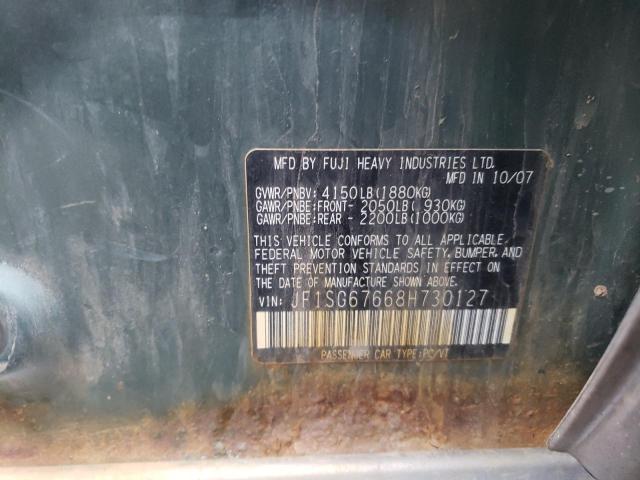 MFD BY FUJI HEAVY INDUSTRIES LTD.
MFD IN 10/07
GVWR/PNBV: 4150LB(1880KG)
GAWR/PNBE:FRONT- 2050LB( 930KG)
GAWR/PNBE:REAR - 2200LB(1000KG)
THIS VEHICLE CONFORMS TO ALL APPLICABLE
FEDERAL MOTOR VEHICLE SAFETY, BUMPER, AND
THEFT PREVENTION STANDARDS IN EFFECT ON
THE DATE OF MANUFACTURE SHOWN ABOVE.
VIN: JF1SG67668H730127
PASSENGER CAR TYPE:PC/VT